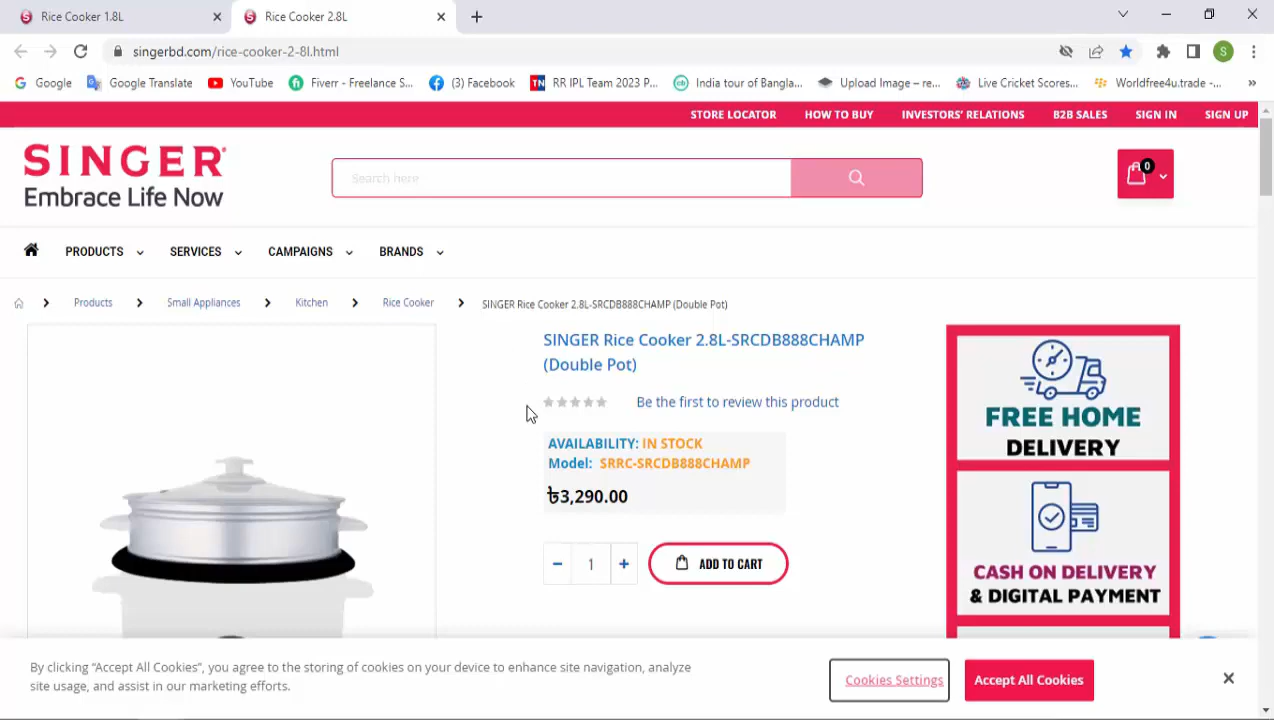 Rice Cooker 1.8L
Rice Cooker 2.8L
singerbd.com/rice-cooker-2-8l.html
S
Google
Google Translate
YouTube
Fiverr - Freelance S...
(3) Facebook
TN
RR IPL Team 2023 P...
India tour of Bangla...
Upload Image – re...
Live Cricket Scores...
Worldfree4u.trade -...
»
STORE LOCATOR
HOW TO BUY
INVESTORS' RELATIONS
B2B SALES
SIGN IN
SIGN UP
SINGER
Embrace Life Now
Search here
0
PRODUCTS
SERVICES
CAMPAIGNS
BRANDS
Products
Small Appliances
Kitchen
Rice Cooker
SINGER Rice Cooker 2.8L-SRCDB888CHAMP (Double Pot)
SINGER Rice Cooker 2.8L-SRCDB888CHAMP
(Double Pot)
Be the first to review this product
AVAILABILITY: IN STOCK
Model: SRRC-SRCDB888CHAMP
৳3,290.00
- 1 +
ADD TO CART
FREE HOME
DELIVERY
CASH ON DELIVERY
& DIGITAL PAYMENT
By clicking “Accept All Cookies”, you agree to the storing of cookies on your device to enhance site navigation, analyze
site usage, and assist in our marketing efforts.
Cookies Settings
Accept All Cookies